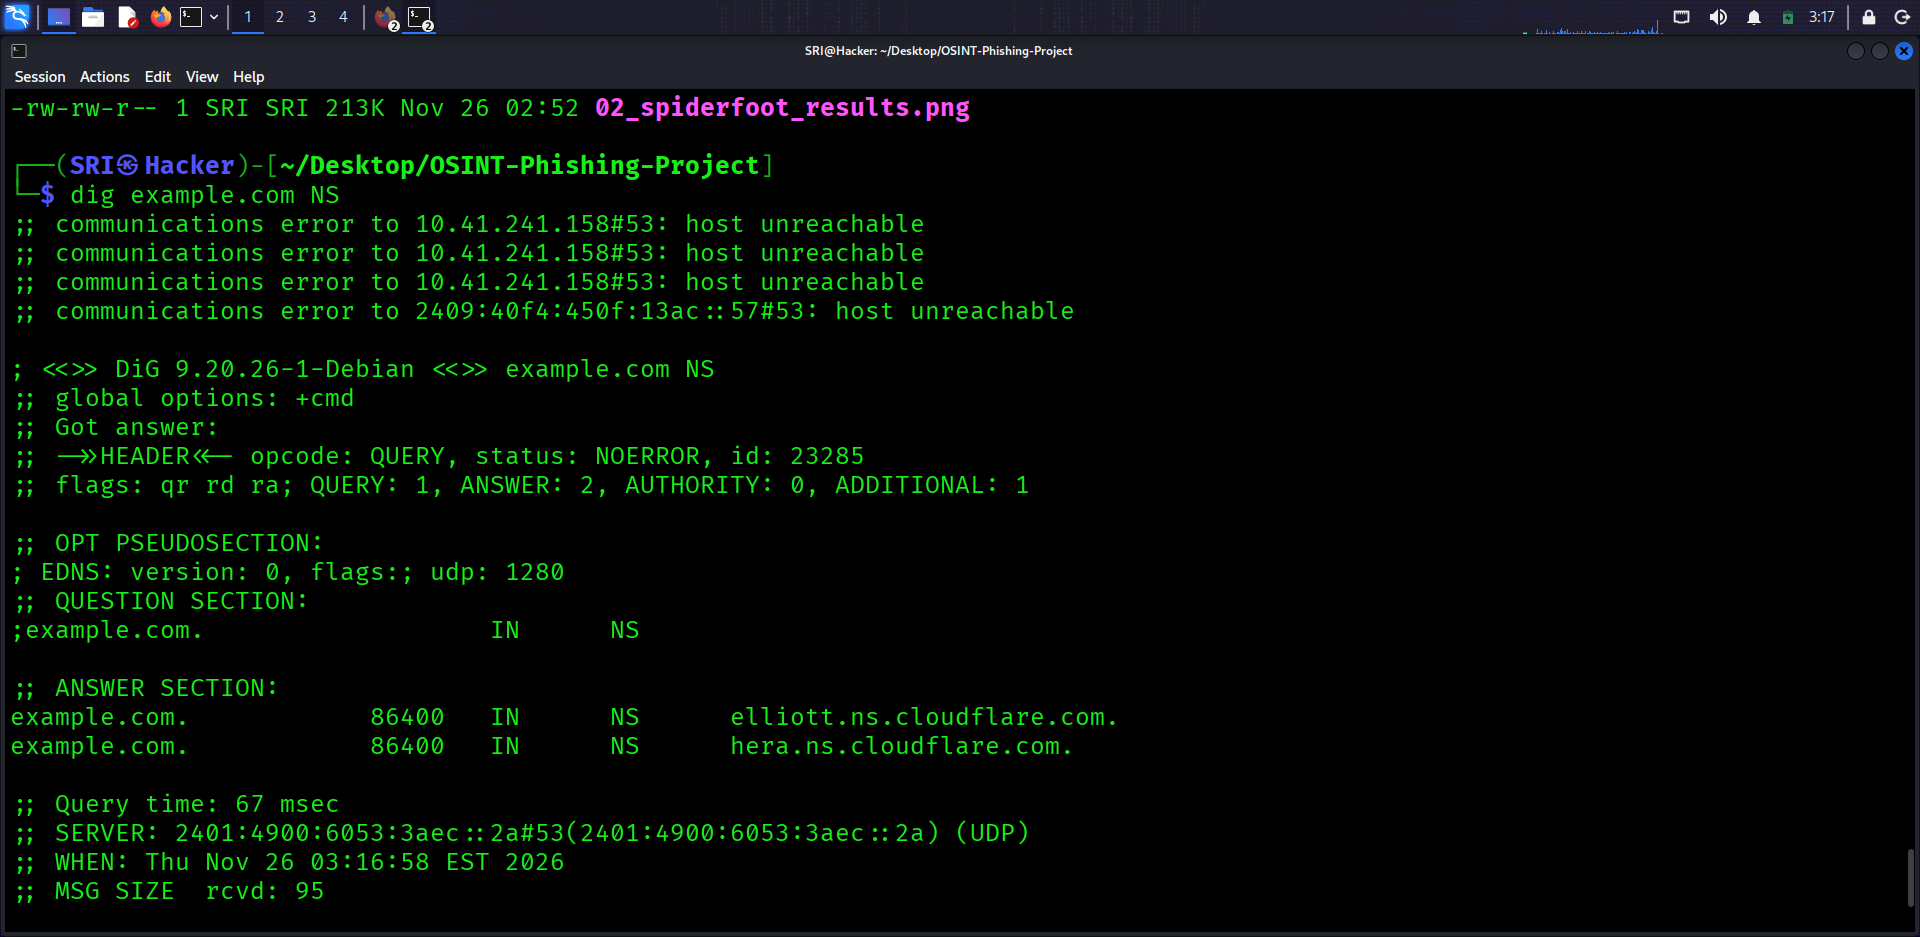 1 2 3 4 2 2 3:17
SRI@Hacker: ~/Desktop/OSINT-Phishing-Project
Session Actions Edit View Help
-rw-rw-r-- 1 SRI SRI 213K Nov 26 02:52 02_spiderfoot_results.png
┌──(SRI㉿Hacker)-[~/Desktop/OSINT-Phishing-Project]
└─$ dig example.com NS
;; communications error to 10.41.241.158#53: host unreachable
;; communications error to 10.41.241.158#53: host unreachable
;; communications error to 10.41.241.158#53: host unreachable
;; communications error to 2409:40f4:450f:13ac::57#53: host unreachable
; <<>> DiG 9.20.26-1-Debian <<>> example.com NS
;; global options: +cmd
;; Got answer:
;; ->>HEADER<<- opcode: QUERY, status: NOERROR, id: 23285
;; flags: qr rd ra; QUERY: 1, ANSWER: 2, AUTHORITY: 0, ADDITIONAL: 1
;; OPT PSEUDOSECTION:
; EDNS: version: 0, flags:; udp: 1280
;; QUESTION SECTION:
;example.com. IN NS
;; ANSWER SECTION:
example.com. 86400 IN NS elliott.ns.cloudflare.com.
example.com. 86400 IN NS hera.ns.cloudflare.com.
;; Query time: 67 msec
;; SERVER: 2401:4900:6053:3aec::2a#53(2401:4900:6053:3aec::2a) (UDP)
;; WHEN: Thu Nov 26 03:16:58 EST 2026
;; MSG SIZE rcvd: 95